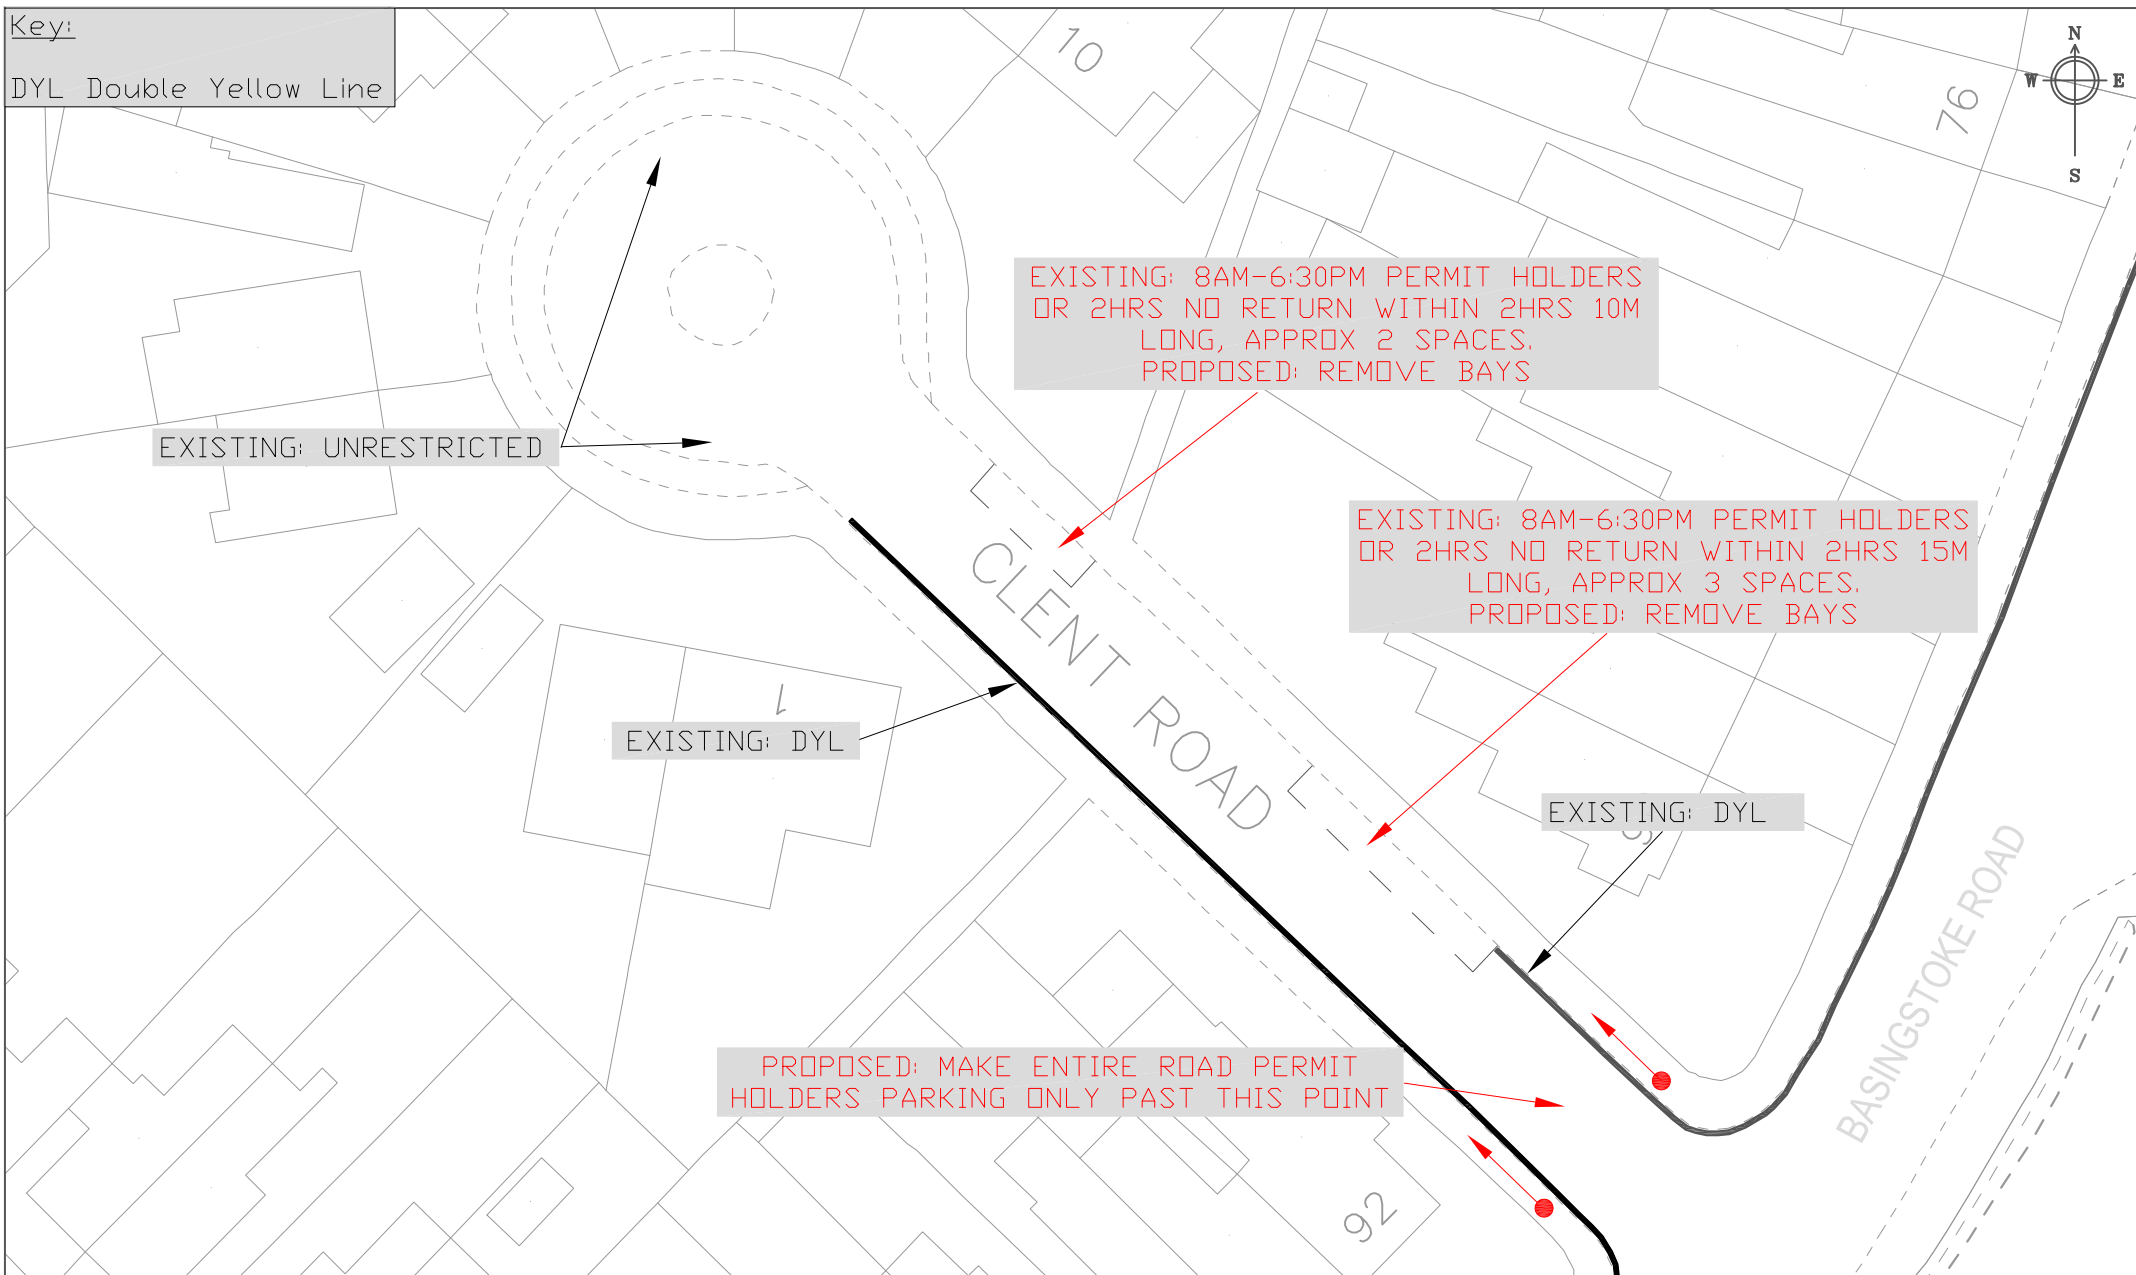 Key:
DYL Double Yellow Line
10
76
N
W E
S
EXISTING: 8AM-6:30PM PERMIT HOLDERS
OR 2HRS NO RETURN WITHIN 2HRS 10M
LONG, APPROX 2 SPACES.
PROPOSED: REMOVE BAYS
EXISTING: UNRESTRICTED
EXISTING: 8AM-6:30PM PERMIT HOLDERS
OR 2HRS NO RETURN WITHIN 2HRS 15M
LONG, APPROX 3 SPACES.
PROPOSED: REMOVE BAYS
CLENT ROAD
1
EXISTING: DYL
EXISTING: DYL
BASINGSTOKE ROAD
PROPOSED: MAKE ENTIRE ROAD PERMIT
HOLDERS PARKING ONLY PAST THIS POINT
92